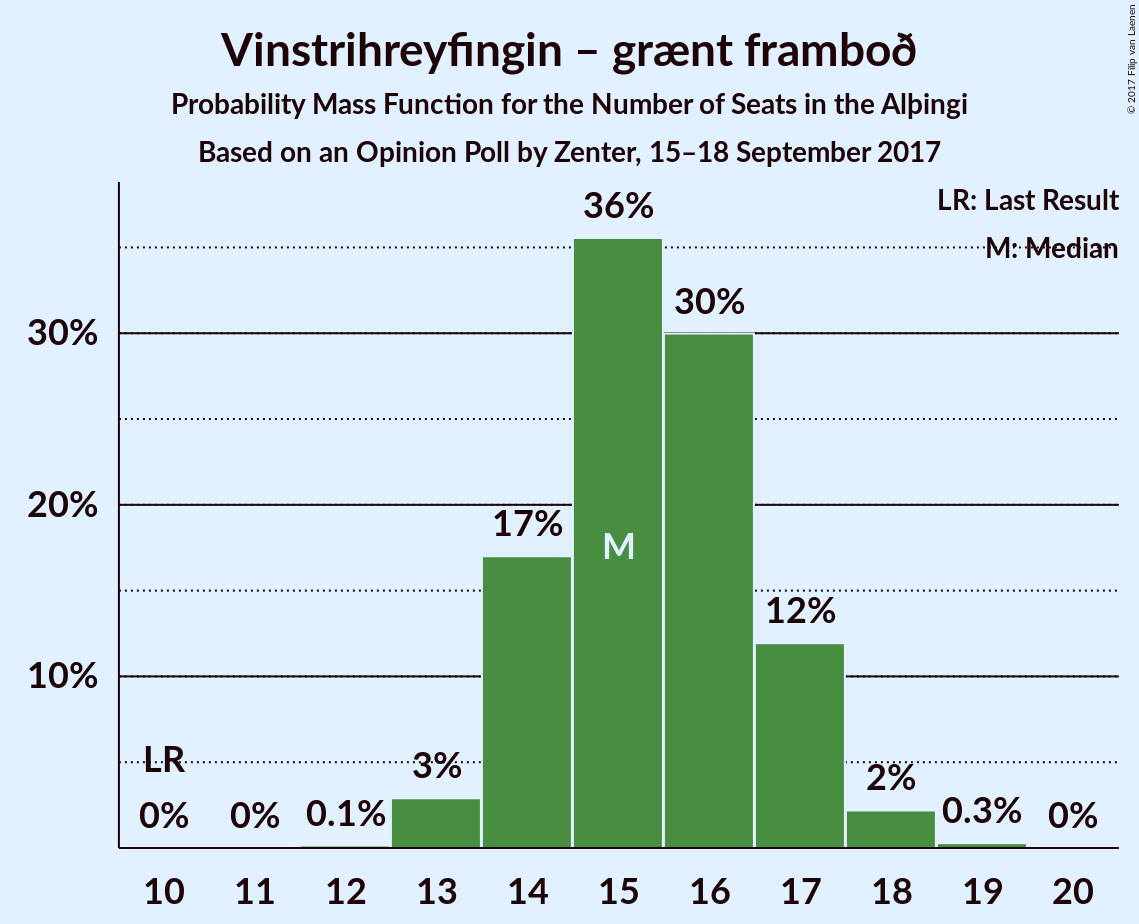 Vinstrihreyfingin – grænt framboð
Probability Mass Function for the Number of Seats in the Alþingi
Based on an Opinion Poll by Zenter, 15–18 September 2017
© 2017 Filip van Laenen
LR: Last Result
M: Median
36%
30%
30%
20%
17%
M
12%
10%
LR
3%
2%
0%
0%
0.1%
0.3%
0%
10 11 12 13 14 15 16 17 18 19 20